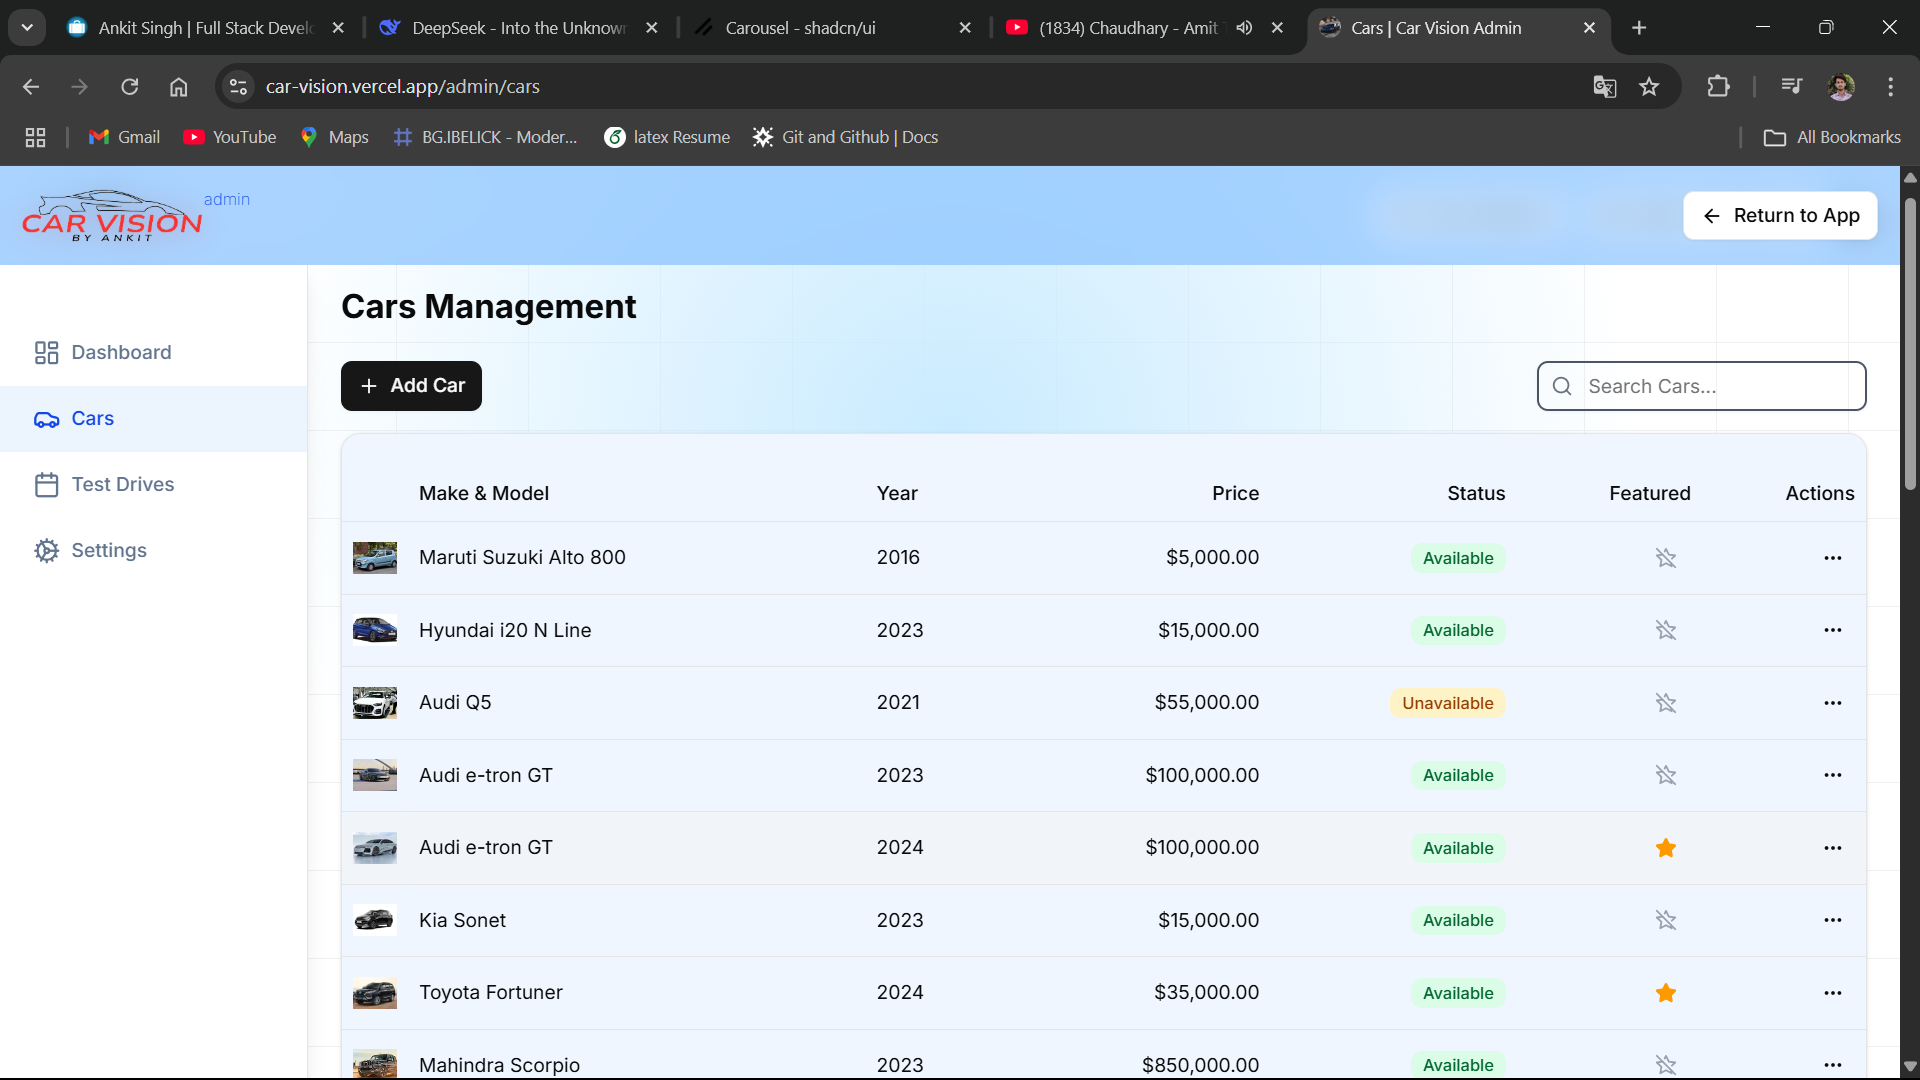 Ankit Singh | Full Stack Develo
DeepSeek - Into the Unknown
Carousel - shadcn/ui
(1834) Chaudhary - Amit T
Cars | Car Vision Admin
car-vision.vercel.app/admin/cars
Gmail
YouTube
Maps
BG.IBELICK - Moder...
latex Resume
Git and Github | Docs
All Bookmarks
CAR VISION
BY ANKIT
admin
Return to App
Dashboard
Cars
Test Drives
Settings
Cars Management
Add Car
Search Cars...
Make & Model Year Price Status Featured Actions
Maruti Suzuki Alto 800 2016 $5,000.00 Available
Hyundai i20 N Line 2023 $15,000.00 Available
Audi Q5 2021 $55,000.00 Unavailable
Audi e-tron GT 2023 $100,000.00 Available
Audi e-tron GT 2024 $100,000.00 Available
Kia Sonet 2023 $15,000.00 Available
Toyota Fortuner 2024 $35,000.00 Available
Mahindra Scorpio 2023 $850,000.00 Available